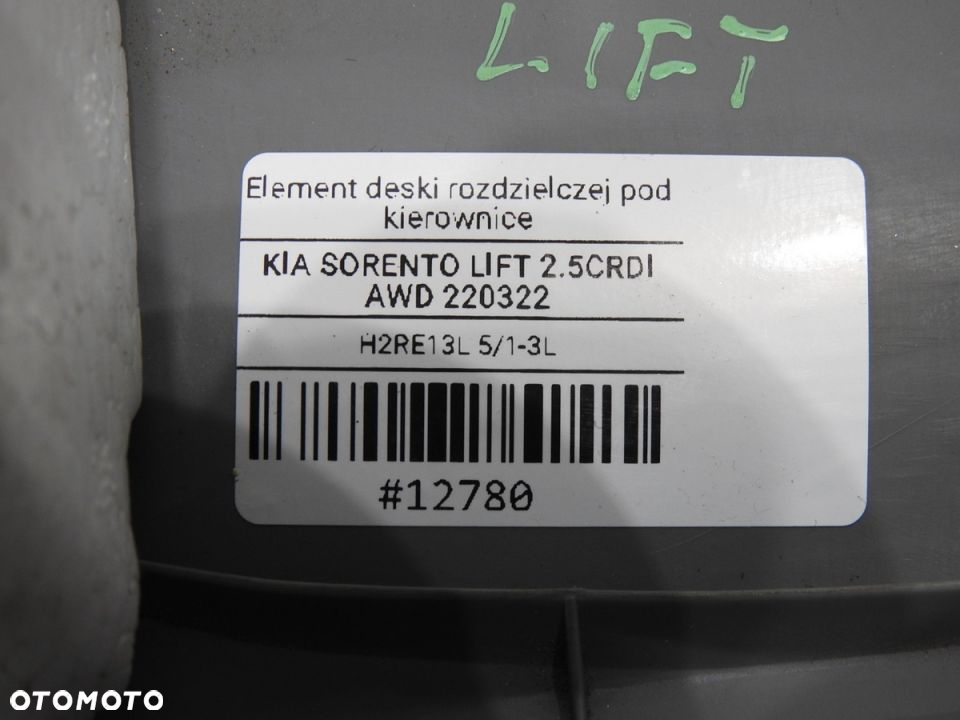 LIFT
Element deski rozdzielczej pod
kierownice
KIA SORENTO LIFT 2.5CRDI
AWD 220322
H2RE13L 5/1-3L
#12780
OTOMOTO